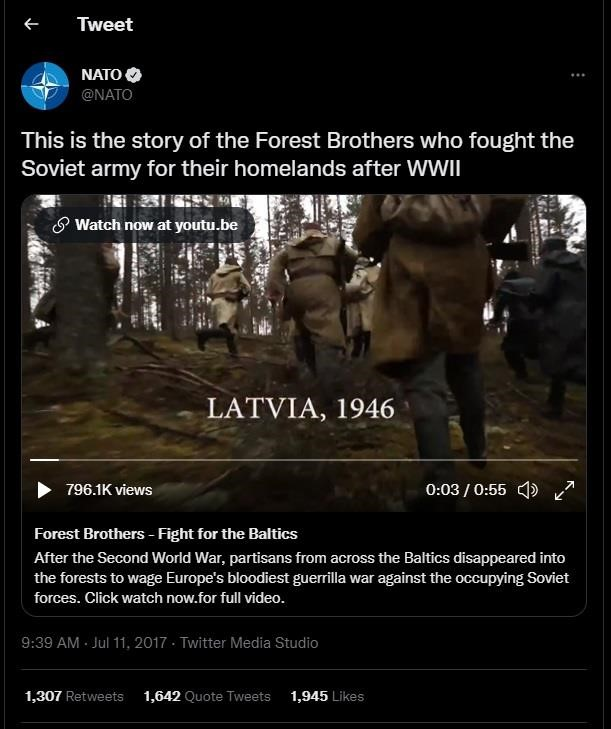 Tweet
NATO
@NATO
This is the story of the Forest Brothers who fought the
Soviet army for their homelands after WWII
Watch now at youtu.be
LATVIA, 1946
796.1K views
0:03 / 0:55
Forest Brothers - Fight for the Baltics
After the Second World War, partisans from across the Baltics disappeared into
the forests to wage Europe's bloodiest guerrilla war against the occupying Soviet
forces. Click watch now.for full video.
9:39 AM · Jul 11, 2017 · Twitter Media Studio
1,307 Retweets 1,642 Quote Tweets 1,945 Likes